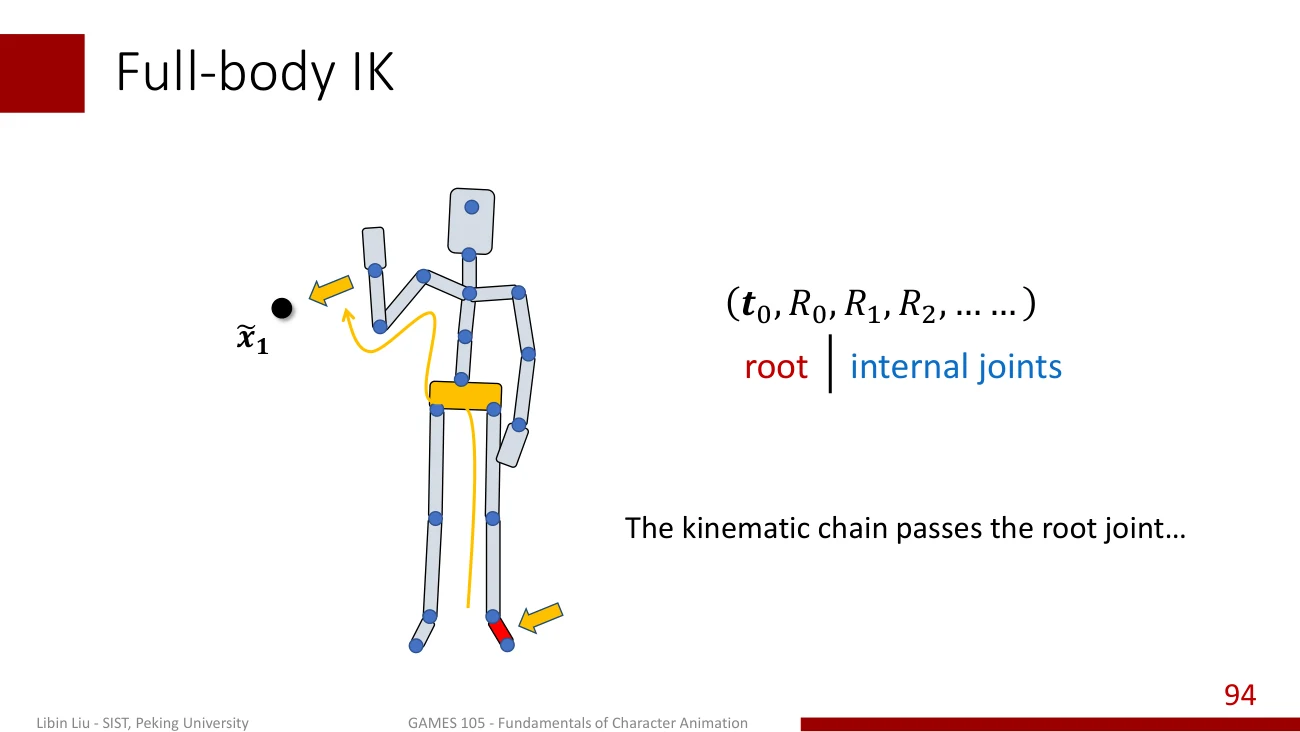 Full-body IK
x̃₁
(t₀, R₀, R₁, R₂, … … )
root | internal joints
The kinematic chain passes the root joint…
94
Libin Liu - SIST, Peking University
GAMES 105 - Fundamentals of Character Animation